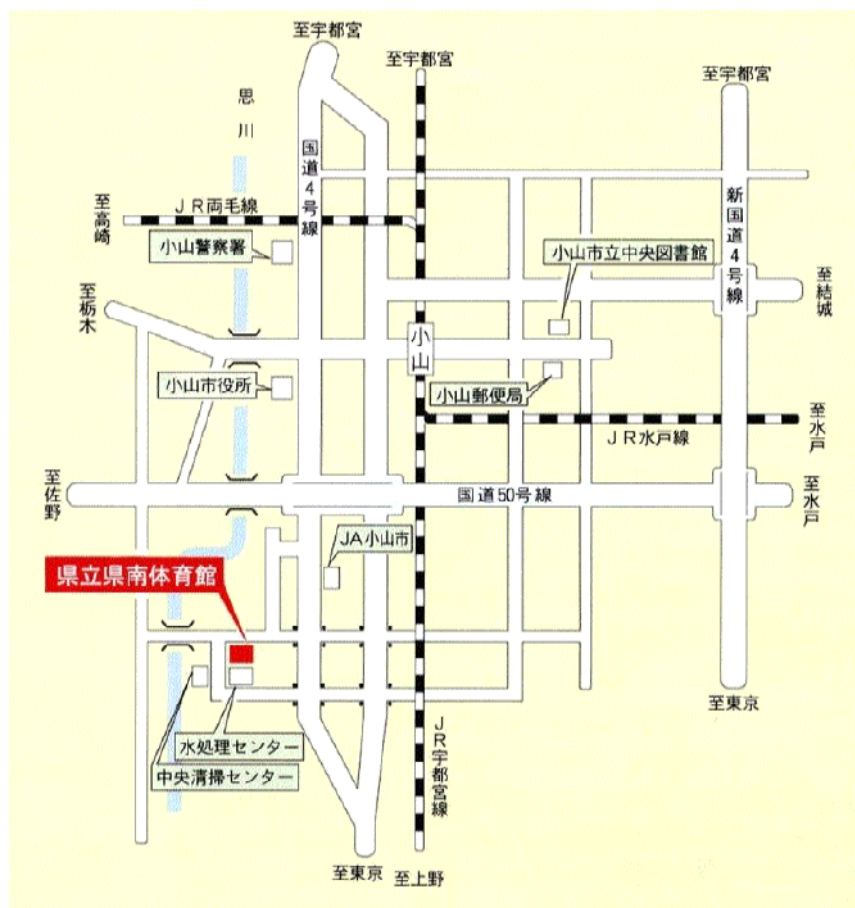 至宇都宮
至宇都宮
至宇都宮
思川
国道4号線
新国道4号線
至高崎
JR両毛線
小山警察署
小山市立中央図書館
至栃木
至結城
小山
小山市役所
小山郵便局
至水戸
JR水戸線
至佐野
国道50号線
至水戸
JA小山市
県立県南体育館
至東京
JR宇都宮線
水処理センター
中央清掃センター
至東京
至上野